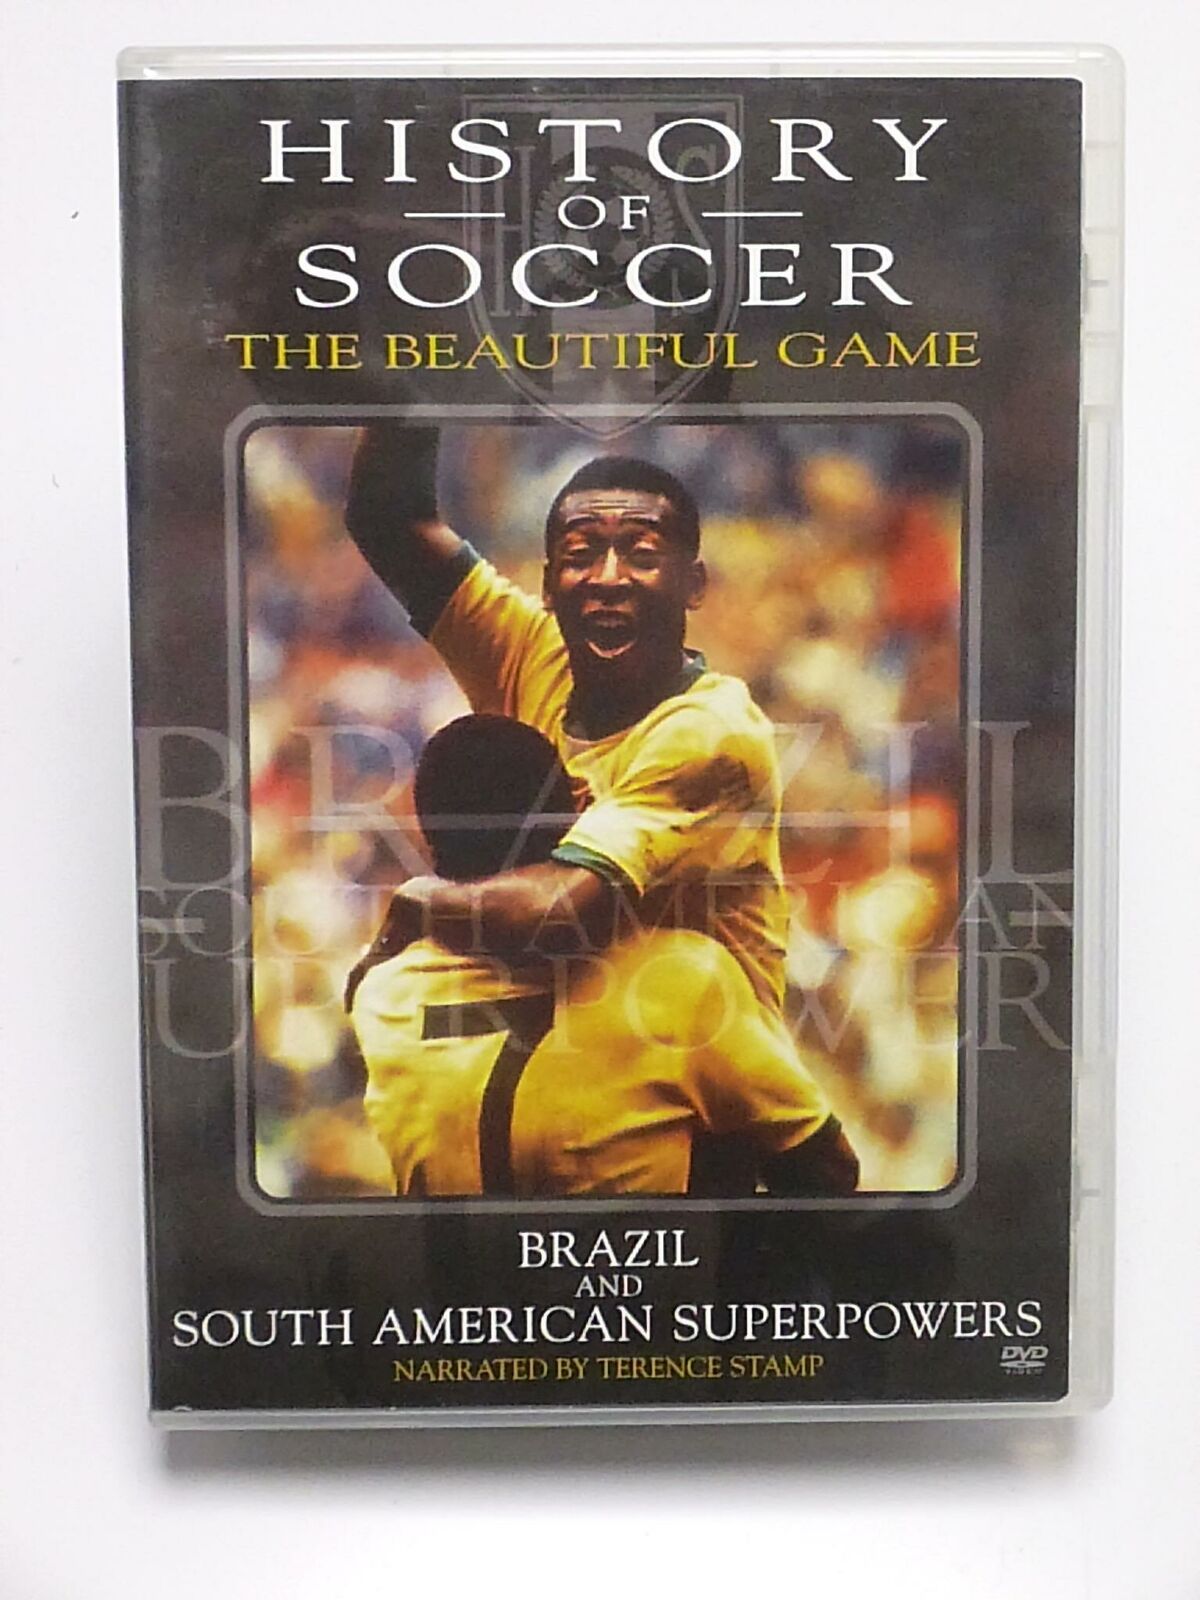 HISTORY
OF
SOCCER
THE BEAUTIFUL GAME
H S
BRAZIL
SOUTH AMERICAN
SUPERPOWER
BRAZIL
AND
SOUTH AMERICAN SUPERPOWERS
NARRATED BY TERENCE STAMP
DVD
VIDEO